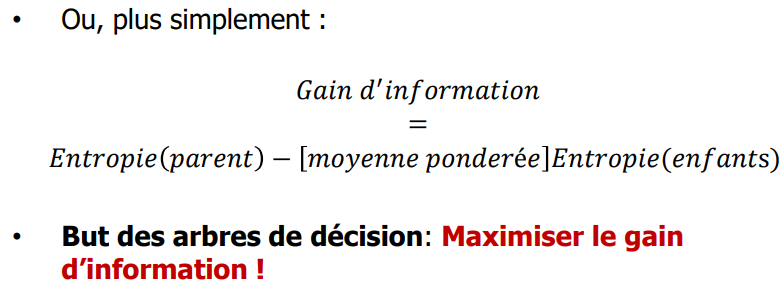 • Ou, plus simplement :
Gain d'information
=
Entropie(parent) − [moyenne ponderée]Entropie(enfants)
• But des arbres de décision: Maximiser le gain
d’information !